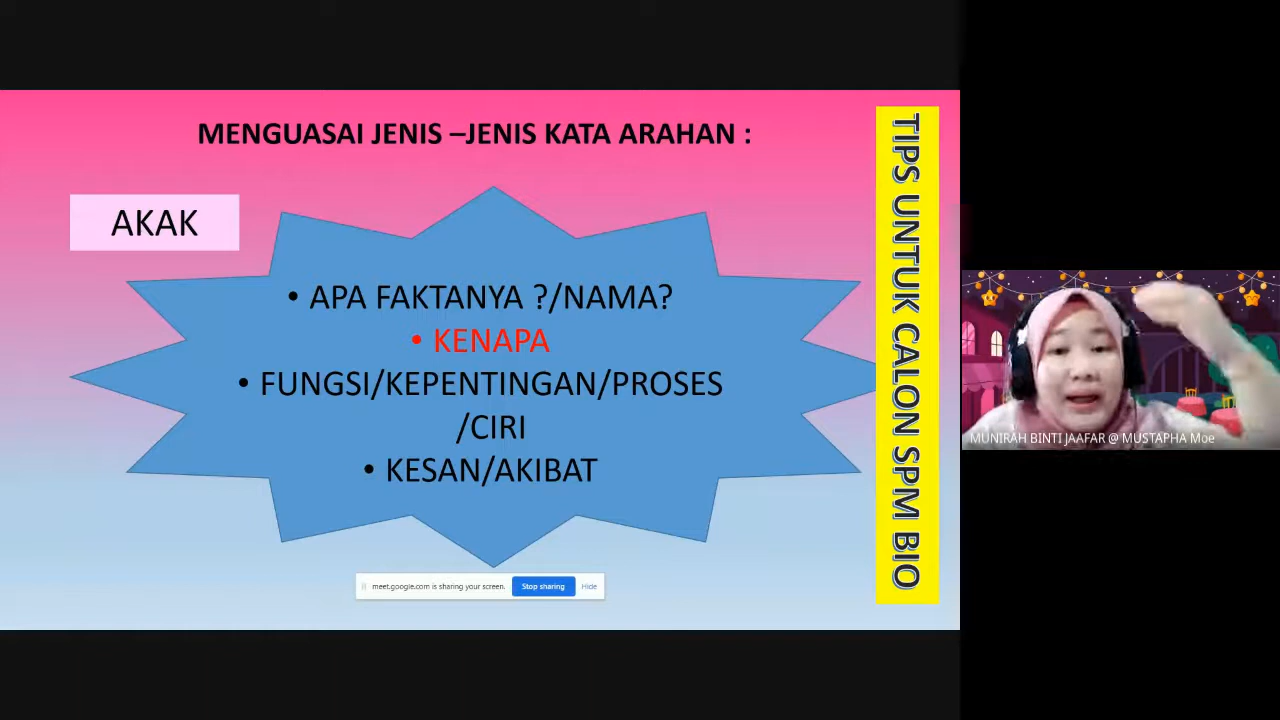 MENGUASAI JENIS –JENIS KATA ARAHAN :
AKAK
• APA FAKTANYA ?/NAMA?
• KENAPA
• FUNGSI/KEPENTINGAN/PROSES
/CIRI
• KESAN/AKIBAT
TIPS UNTUK CALON SPM BIO
meet.google.com is sharing your screen. Stop sharing Hide
MUNIRAH BINTI JAAFAR @ MUSTAPHA Moe